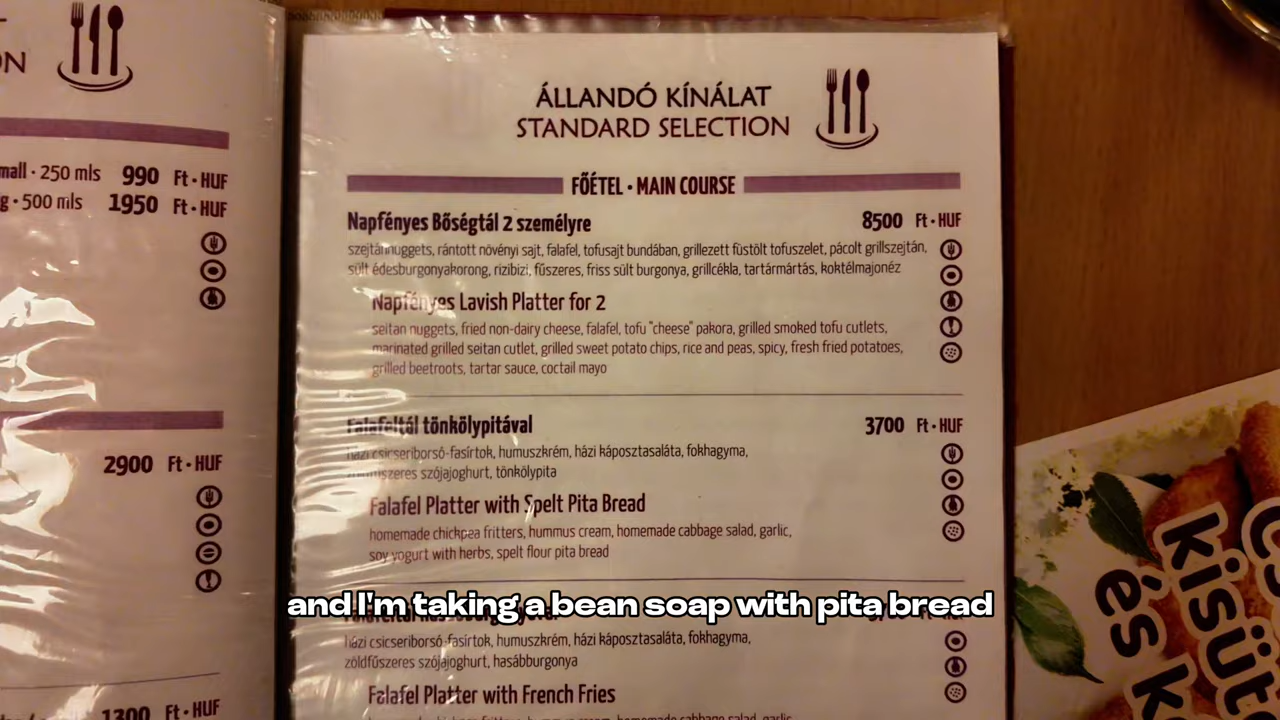 mall · 250 mls 990 Ft · HUF
g · 500 mls 1950 Ft · HUF
2900 Ft · HUF
1300 Ft · HUF
ÁLLANDÓ KÍNÁLAT
STANDARD SELECTION
FŐÉTEL · MAIN COURSE
Napfényes Bőségtál 2 személyre 8500 Ft · HUF
szejtánnuggets, rántott növényi sajt, falafel, tofusajt bundában, grillezett füstölt tofuszelet, pácolt grillszejtán,
sült édesburgonyakorong, rizibizi, fűszeres, friss sült burgonya, grillcékla, tartármártás, koktélmajonéz
Napfényes Lavish Platter for 2
seitan nuggets, fried non-dairy cheese, falafel, tofu "cheese" pakora, grilled smoked tofu cutlets,
marinated grilled seitan cutlet, grilled sweet potato chips, rice and peas, spicy, fresh fried potatoes,
grilled beetroots, tartar sauce, coctail mayo
Falafeltál tönkölypitával 3700 Ft · HUF
házi csicseriborsó-fasírtok, humuszkrém, házi káposztasaláta, fokhagyma,
szójajoghurt, tönkölypita
Falafel Platter with Spelt Pita Bread
homemade chickpea fritters, hummus cream, homemade cabbage salad, garlic,
soy yogurt with herbs, spelt flour pita bread
and I'm taking a bean soap with pita bread
házi csicseriborsó-fasírtok, humuszkrém, házi káposztasaláta, fokhagyma,
zöldfűszeres szójajoghurt, hasábburgonya
Falafel Platter with French Fries
kisüt
és k